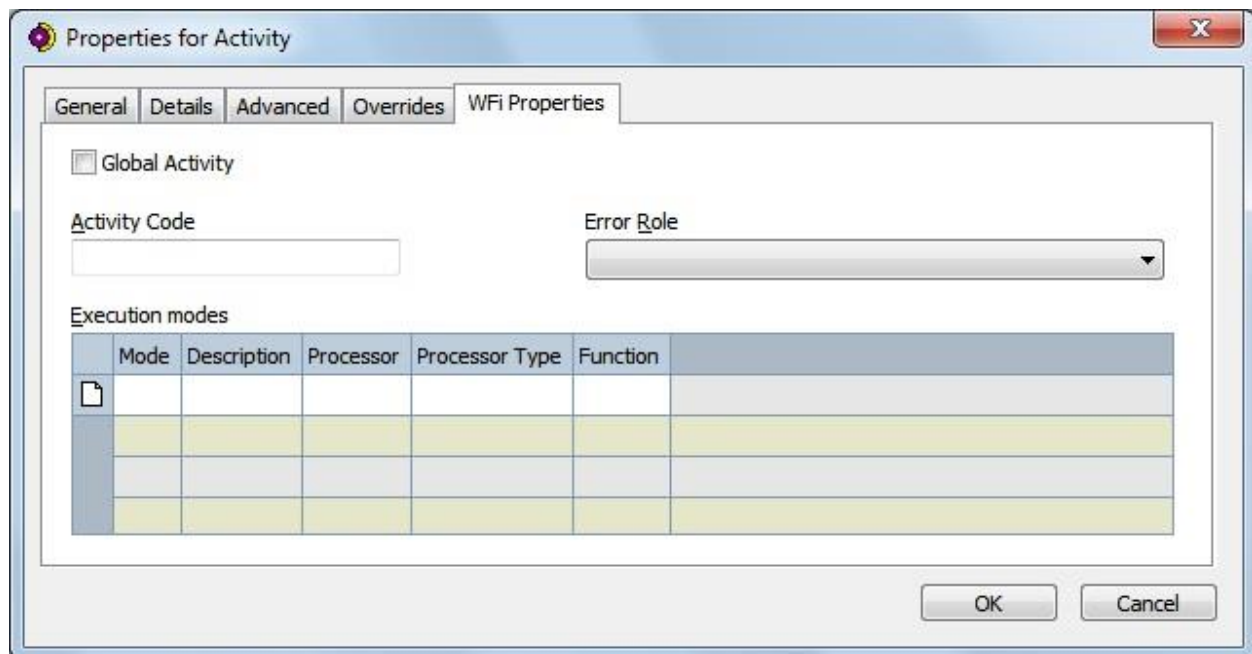 Properties for Activity
General Details Advanced Overrides WFi Properties
Global Activity
Activity Code Error Role
Execution modes
Mode Description Processor Processor Type Function
OK Cancel